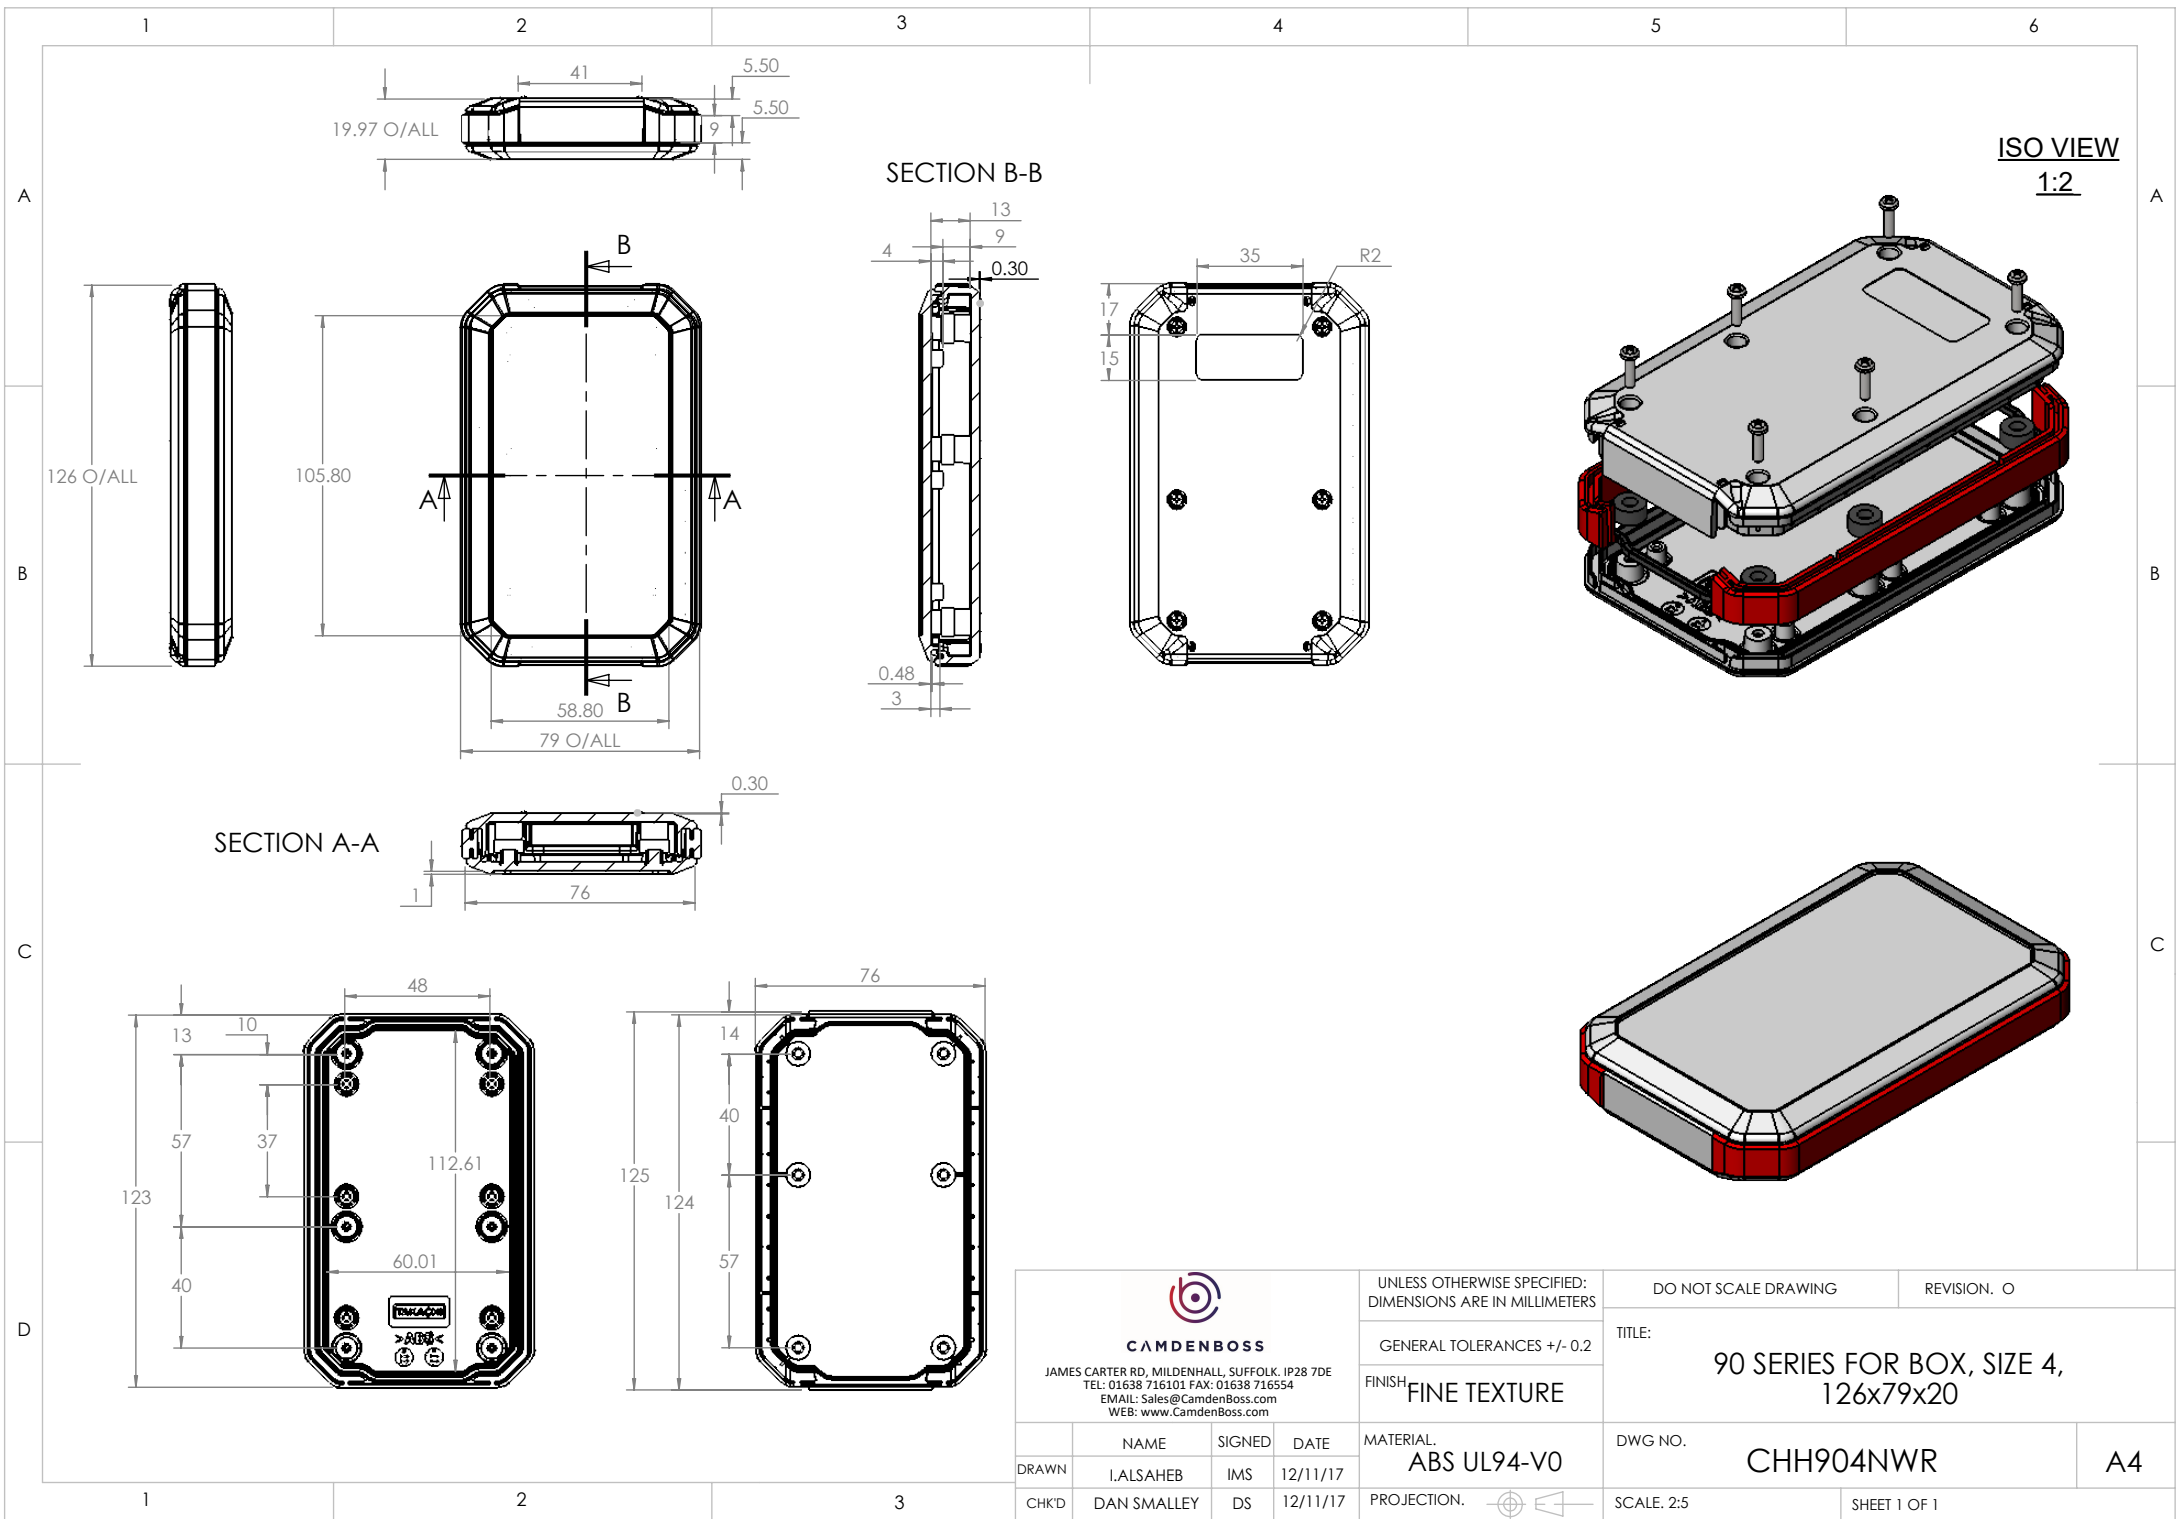 1 2 3 4 5 6
A
B
C
D
A
B
C
1 2 3
41
5.50
5.50
9
19.97 O/ALL
SECTION B-B
13
9
4
0.30
0.48
3
35
R2
17
15
ISO VIEW
1:2
126 O/ALL
105.80
B
A A
B
58.80
79 O/ALL
SECTION A-A
0.30
1
76
48
13
10
57
37
123
112.61
60.01
40
TAKACHI
>ABS<
76
14
40
125
124
57
CAMDENBOSS
JAMES CARTER RD, MILDENHALL, SUFFOLK. IP28 7DE
TEL: 01638 716101 FAX: 01638 716554
EMAIL: Sales@CamdenBoss.com
WEB: www.CamdenBoss.com
NAME SIGNED DATE
DRAWN I.ALSAHEB IMS 12/11/17
CHK'D DAN SMALLEY DS 12/11/17
UNLESS OTHERWISE SPECIFIED:
DIMENSIONS ARE IN MILLIMETERS
GENERAL TOLERANCES +/- 0.2
FINISH. FINE TEXTURE
MATERIAL. ABS UL94-V0
PROJECTION.
DO NOT SCALE DRAWING
REVISION. O
TITLE:
90 SERIES FOR BOX, SIZE 4,
126x79x20
DWG NO.
CHH904NWR
A4
SCALE. 2:5
SHEET 1 OF 1